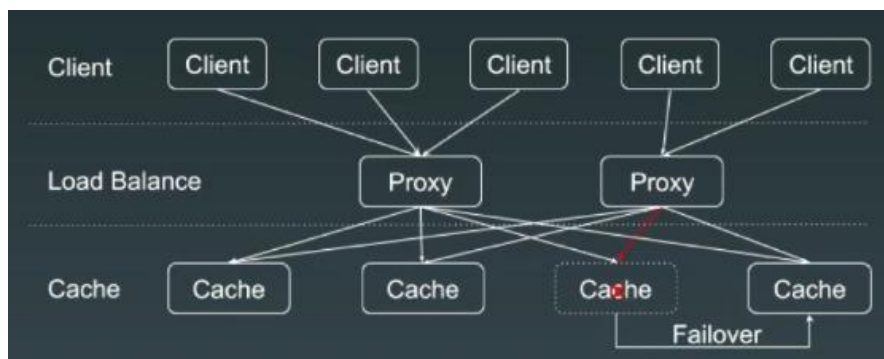 Client Client Client Client Client Client
Load Balance Proxy Proxy
Cache Cache Cache Cache Cache
Failover